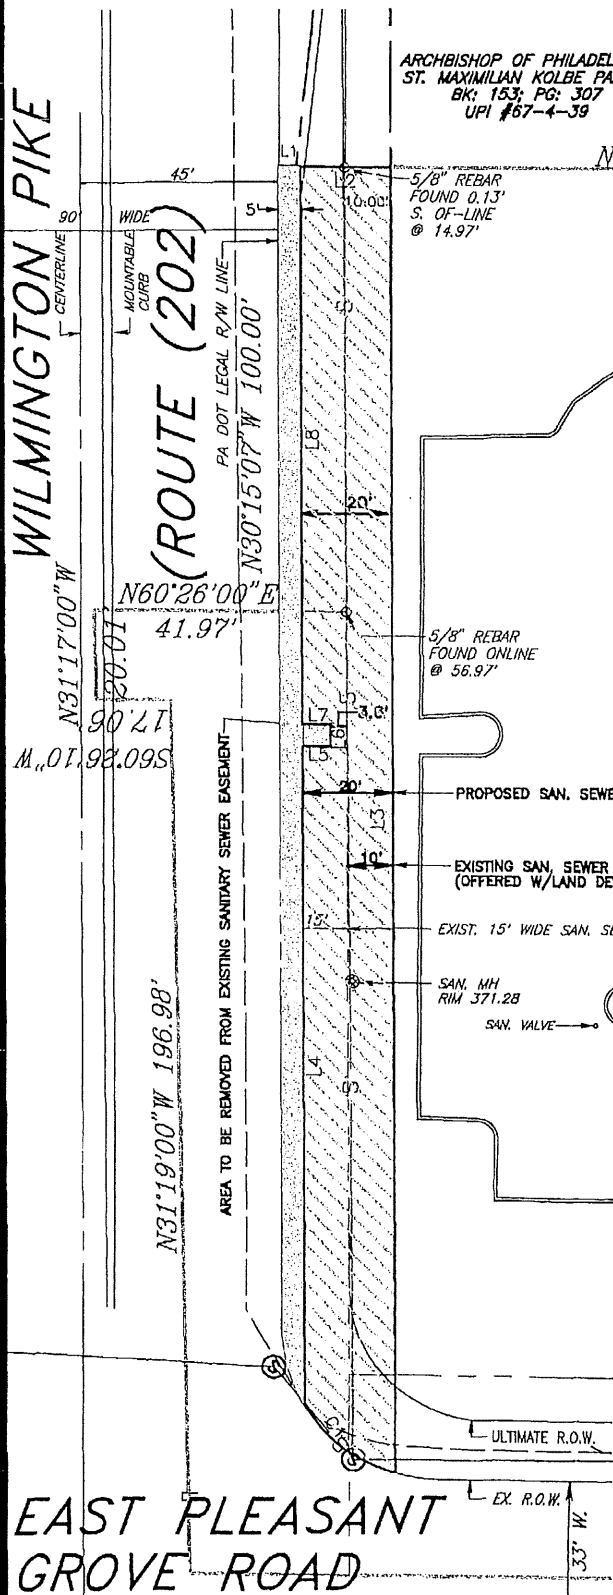 ARCHBISHOP OF PHILADEL
ST. MAXIMILIAN KOLBE PA
BK: 153; PG: 307
UPI #67-4-39
N
L1
L2
45'
5'
10.00'
5/8" REBAR
FOUND 0.13'
S. OF-LINE
@ 14.97'
90' WIDE
CENTERLINE
MOUNTABLE
CURB
WILMINGTON PIKE
(ROUTE (202)
PA DOT LEGAL R/W LINE
N30°15'07"W 100.00'
S
L8
20'
N60°26'00"E
41.97'
5/8" REBAR
FOUND ONLINE
@ 56.97'
N31°17'00"W
20.01'
17.06'
S60°26'10"W
L7
3.0'
L5
20'
L3
PROPOSED SAN. SEWE
10'
EXISTING SAN. SEWER
(OFFERED W/LAND DE
15'
EXIST. 15' WIDE SAN. SE
SAN. MH
RIM 371.28
SAN. VALVE
AREA TO BE REMOVED FROM EXISTING SANITARY SEWER EASEMENT
N31°19'00"W 196.98'
L4
S
S
S
ULTIMATE R.O.W.
EX. R.O.W.
33' W.
EAST PLEASANT
GROVE ROAD